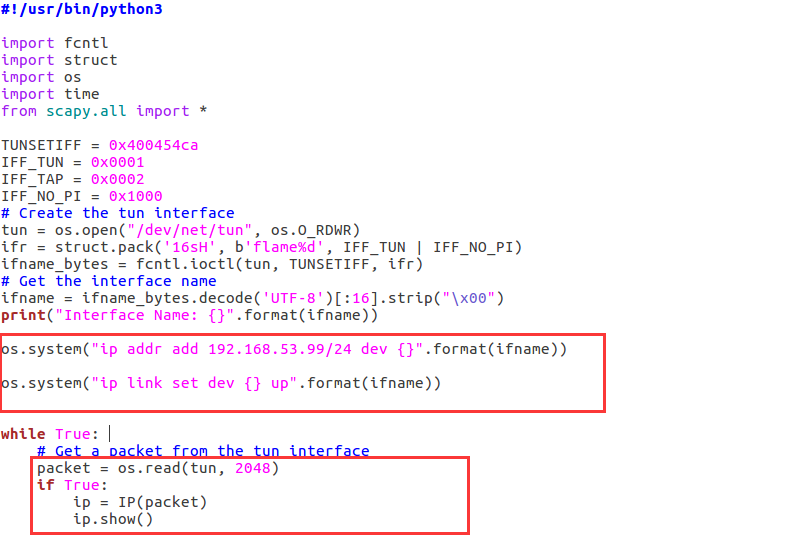 #!/usr/bin/python3
import fcntl
import struct
import os
import time
from scapy.all import *
TUNSETIFF = 0x400454ca
IFF_TUN = 0x0001
IFF_TAP = 0x0002
IFF_NO_PI = 0x1000
# Create the tun interface
tun = os.open("/dev/net/tun", os.O_RDWR)
ifr = struct.pack('16sH', b'flame%d', IFF_TUN | IFF_NO_PI)
ifname_bytes = fcntl.ioctl(tun, TUNSETIFF, ifr)
# Get the interface name
ifname = ifname_bytes.decode('UTF-8')[:16].strip("\x00")
print("Interface Name: {}".format(ifname))
os.system("ip addr add 192.168.53.99/24 dev {}".format(ifname))
os.system("ip link set dev {} up".format(ifname))
while True:
    # Get a packet from the tun interface
    packet = os.read(tun, 2048)
    if True:
        ip = IP(packet)
        ip.show()